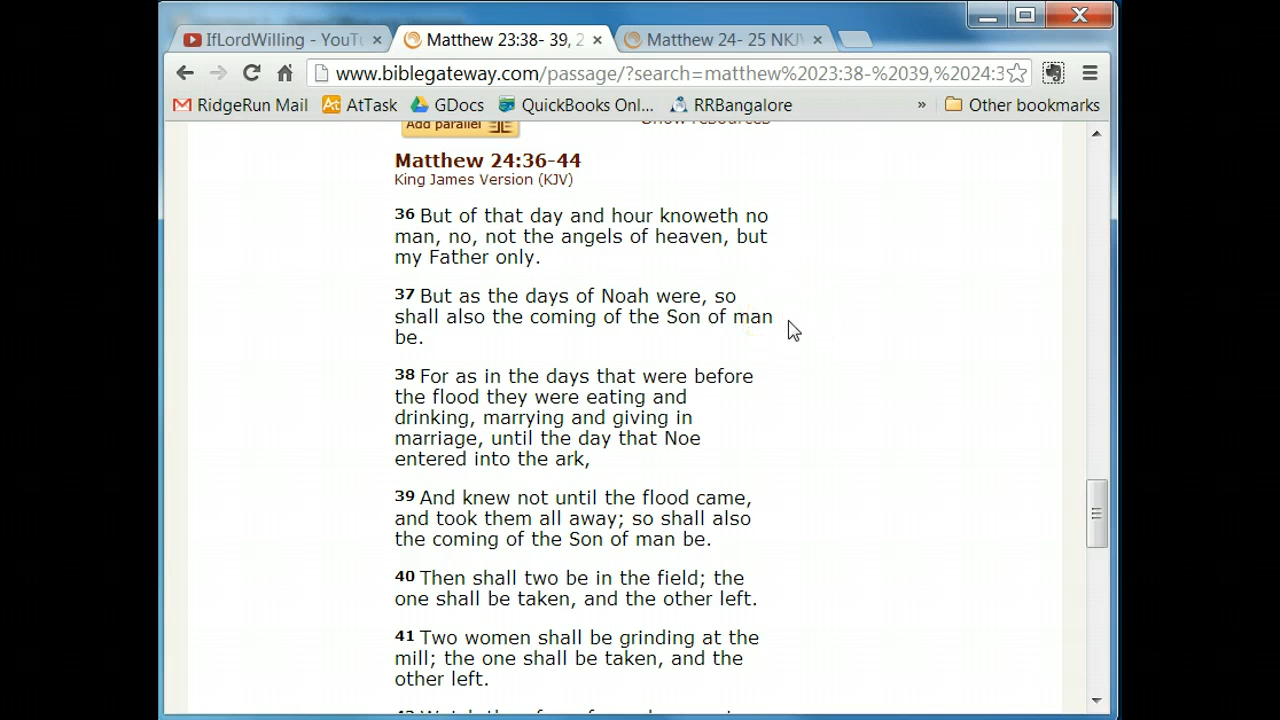 IfLordWilling - YouTu
Matthew 23:38- 39, 2
Matthew 24- 25 NKJV
www.biblegateway.com/passage/?search=matthew%2023:38-%2039,%2024:3
RidgeRun Mail
AtTask
GDocs
QuickBooks Onl...
RRBangalore
»
Other bookmarks
Add parallel
Show resources
Matthew 24:36-44
King James Version (KJV)
36 But of that day and hour knoweth no
man, no, not the angels of heaven, but
my Father only.
37 But as the days of Noah were, so
shall also the coming of the Son of man
be.
38 For as in the days that were before
the flood they were eating and
drinking, marrying and giving in
marriage, until the day that Noe
entered into the ark,
39 And knew not until the flood came,
and took them all away; so shall also
the coming of the Son of man be.
40 Then shall two be in the field; the
one shall be taken, and the other left.
41 Two women shall be grinding at the
mill; the one shall be taken, and the
other left.